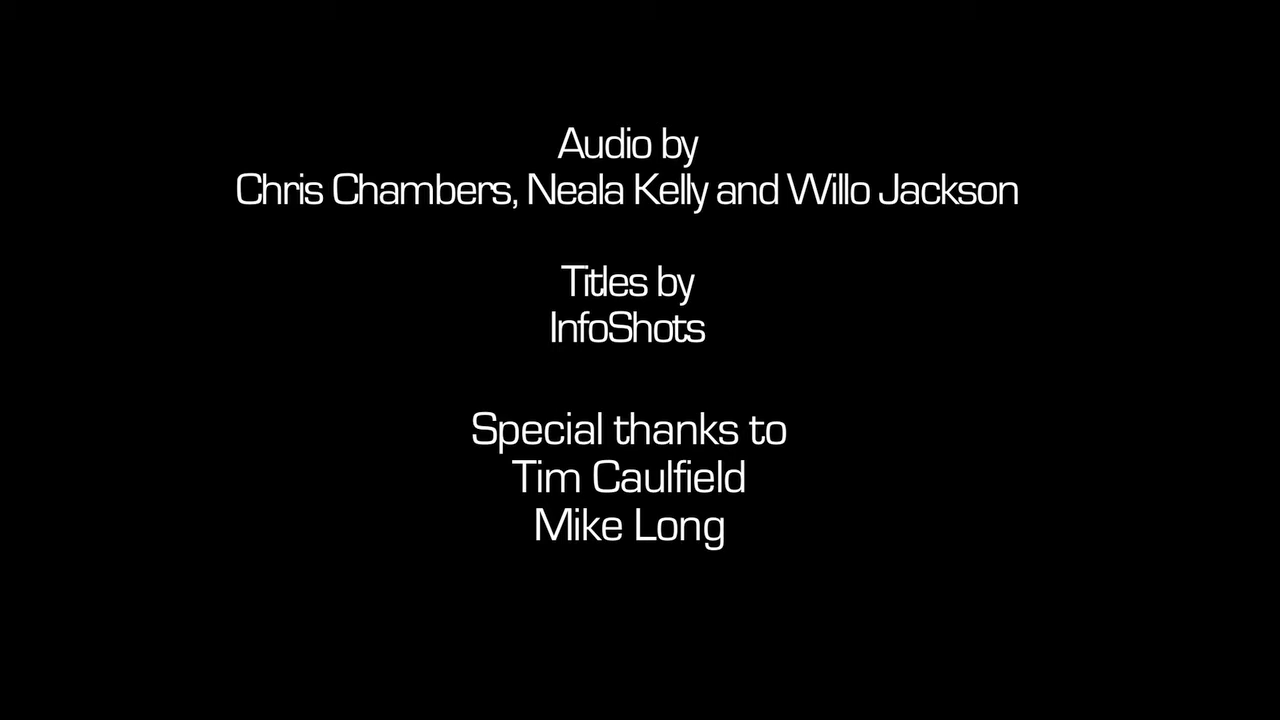 Audio by
Chris Chambers, Neala Kelly and Willo Jackson
Titles by
InfoShots
Special thanks to
Tim Caulfield
Mike Long